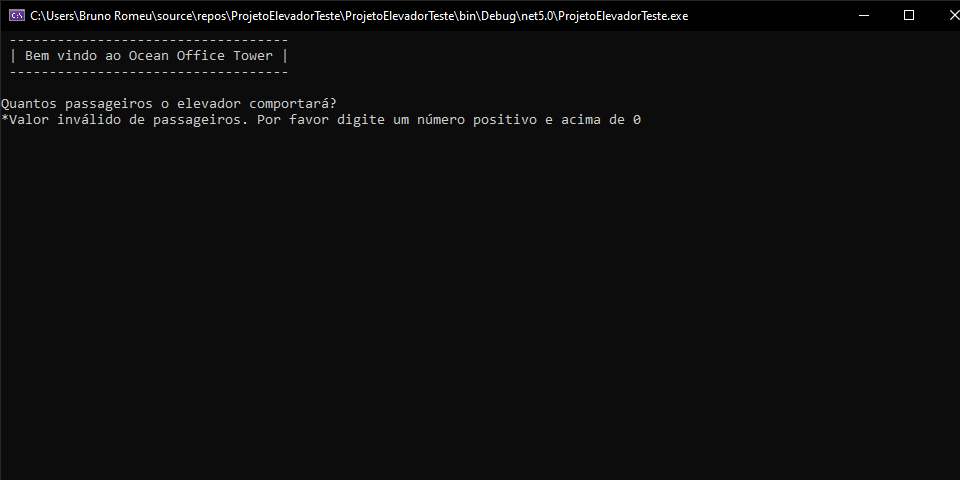 C:\Users\Bruno Romeu\source\repos\ProjetoElevadorTeste\ProjetoElevadorTeste\bin\Debug\net5.0\ProjetoElevadorTeste.exe
-----------------------------------
| Bem vindo ao Ocean Office Tower |
-----------------------------------
Quantos passageiros o elevador comportará?
*Valor inválido de passageiros. Por favor digite um número positivo e acima de 0